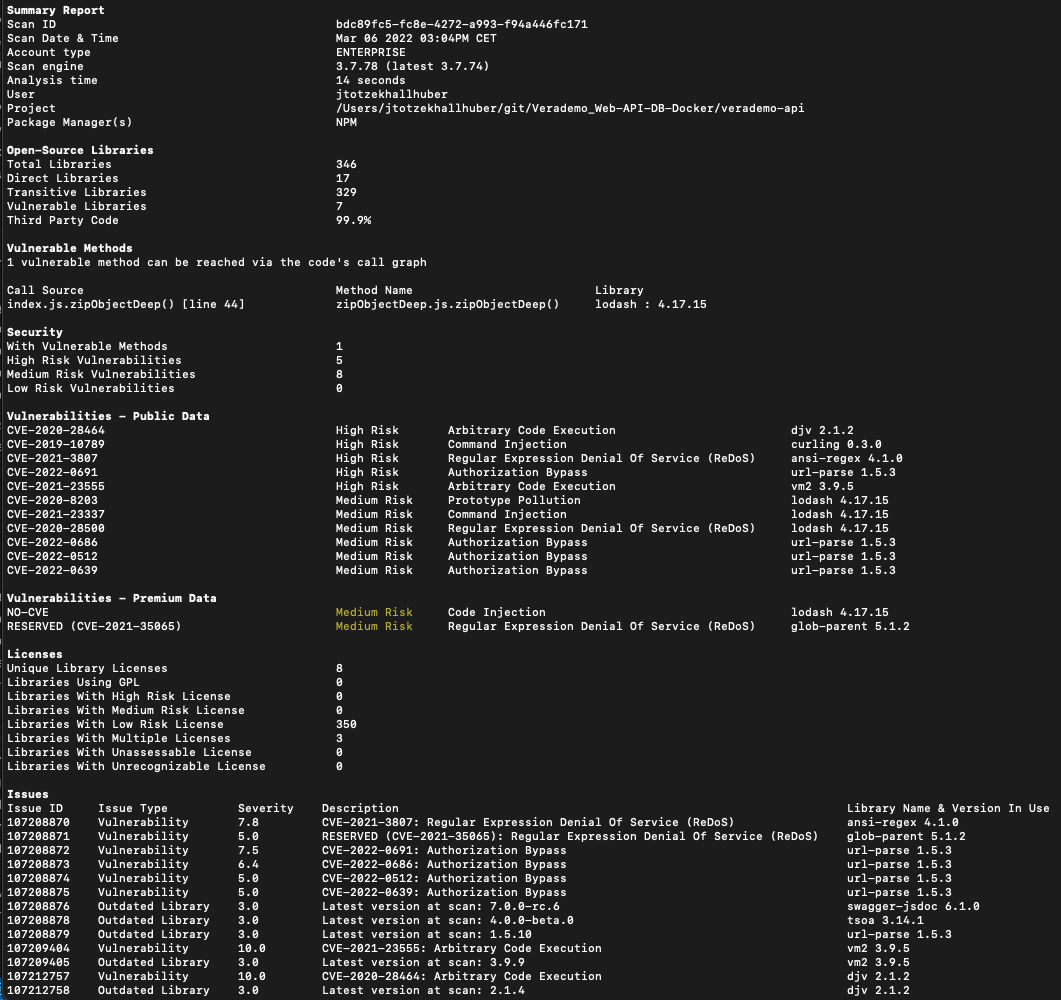 Summary Report
Scan ID bdc89fc5-fc8e-4272-a993-f94a446fc171
Scan Date & Time Mar 06 2022 03:04PM CET
Account type ENTERPRISE
Scan engine 3.7.78 (latest 3.7.74)
Analysis time 14 seconds
User jtotzekhallhuber
Project /Users/jtotzekhallhuber/git/Verademo_Web-API-DB-Docker/verademo-api
Package Manager(s) NPM
Open-Source Libraries
Total Libraries 346
Direct Libraries 17
Transitive Libraries 329
Vulnerable Libraries 7
Third Party Code 99.9%
Vulnerable Methods
1 vulnerable method can be reached via the code's call graph
Call Source Method Name Library
index.js.zipObjectDeep() [line 44] zipObjectDeep.js.zipObjectDeep() lodash : 4.17.15
Security
With Vulnerable Methods 1
High Risk Vulnerabilities 5
Medium Risk Vulnerabilities 8
Low Risk Vulnerabilities 0
Vulnerabilities - Public Data
CVE-2020-28464 High Risk Arbitrary Code Execution djv 2.1.2
CVE-2019-10789 High Risk Command Injection curling 0.3.0
CVE-2021-3807 High Risk Regular Expression Denial Of Service (ReDoS) ansi-regex 4.1.0
CVE-2022-0691 High Risk Authorization Bypass url-parse 1.5.3
CVE-2021-23555 High Risk Arbitrary Code Execution vm2 3.9.5
CVE-2020-8203 Medium Risk Prototype Pollution lodash 4.17.15
CVE-2021-23337 Medium Risk Command Injection lodash 4.17.15
CVE-2020-28500 Medium Risk Regular Expression Denial Of Service (ReDoS) lodash 4.17.15
CVE-2022-0686 Medium Risk Authorization Bypass url-parse 1.5.3
CVE-2022-0512 Medium Risk Authorization Bypass url-parse 1.5.3
CVE-2022-0639 Medium Risk Authorization Bypass url-parse 1.5.3
Vulnerabilities - Premium Data
NO-CVE Medium Risk Code Injection lodash 4.17.15
RESERVED (CVE-2021-35065) Medium Risk Regular Expression Denial Of Service (ReDoS) glob-parent 5.1.2
Licenses
Unique Library Licenses 8
Libraries Using GPL 0
Libraries With High Risk License 0
Libraries With Medium Risk License 0
Libraries With Low Risk License 350
Libraries With Multiple Licenses 3
Libraries With Unassessable License 0
Libraries With Unrecognizable License 0
Issues
Issue ID Issue Type Severity Description Library Name & Version In Use
107208870 Vulnerability 7.8 CVE-2021-3807: Regular Expression Denial Of Service (ReDoS) ansi-regex 4.1.0
107208871 Vulnerability 5.0 RESERVED (CVE-2021-35065): Regular Expression Denial Of Service (ReDoS) glob-parent 5.1.2
107208872 Vulnerability 7.5 CVE-2022-0691: Authorization Bypass url-parse 1.5.3
107208873 Vulnerability 6.4 CVE-2022-0686: Authorization Bypass url-parse 1.5.3
107208874 Vulnerability 5.0 CVE-2022-0512: Authorization Bypass url-parse 1.5.3
107208875 Vulnerability 5.0 CVE-2022-0639: Authorization Bypass url-parse 1.5.3
107208876 Outdated Library 3.0 Latest version at scan: 7.0.0-rc.6 swagger-jsdoc 6.1.0
107208878 Outdated Library 3.0 Latest version at scan: 4.0.0-beta.0 tsoa 3.14.1
107208879 Outdated Library 3.0 Latest version at scan: 1.5.10 url-parse 1.5.3
107209404 Vulnerability 10.0 CVE-2021-23555: Arbitrary Code Execution vm2 3.9.5
107209405 Outdated Library 3.0 Latest version at scan: 3.9.9 vm2 3.9.5
107212757 Vulnerability 10.0 CVE-2020-28464: Arbitrary Code Execution djv 2.1.2
107212758 Outdated Library 3.0 Latest version at scan: 2.1.4 djv 2.1.2